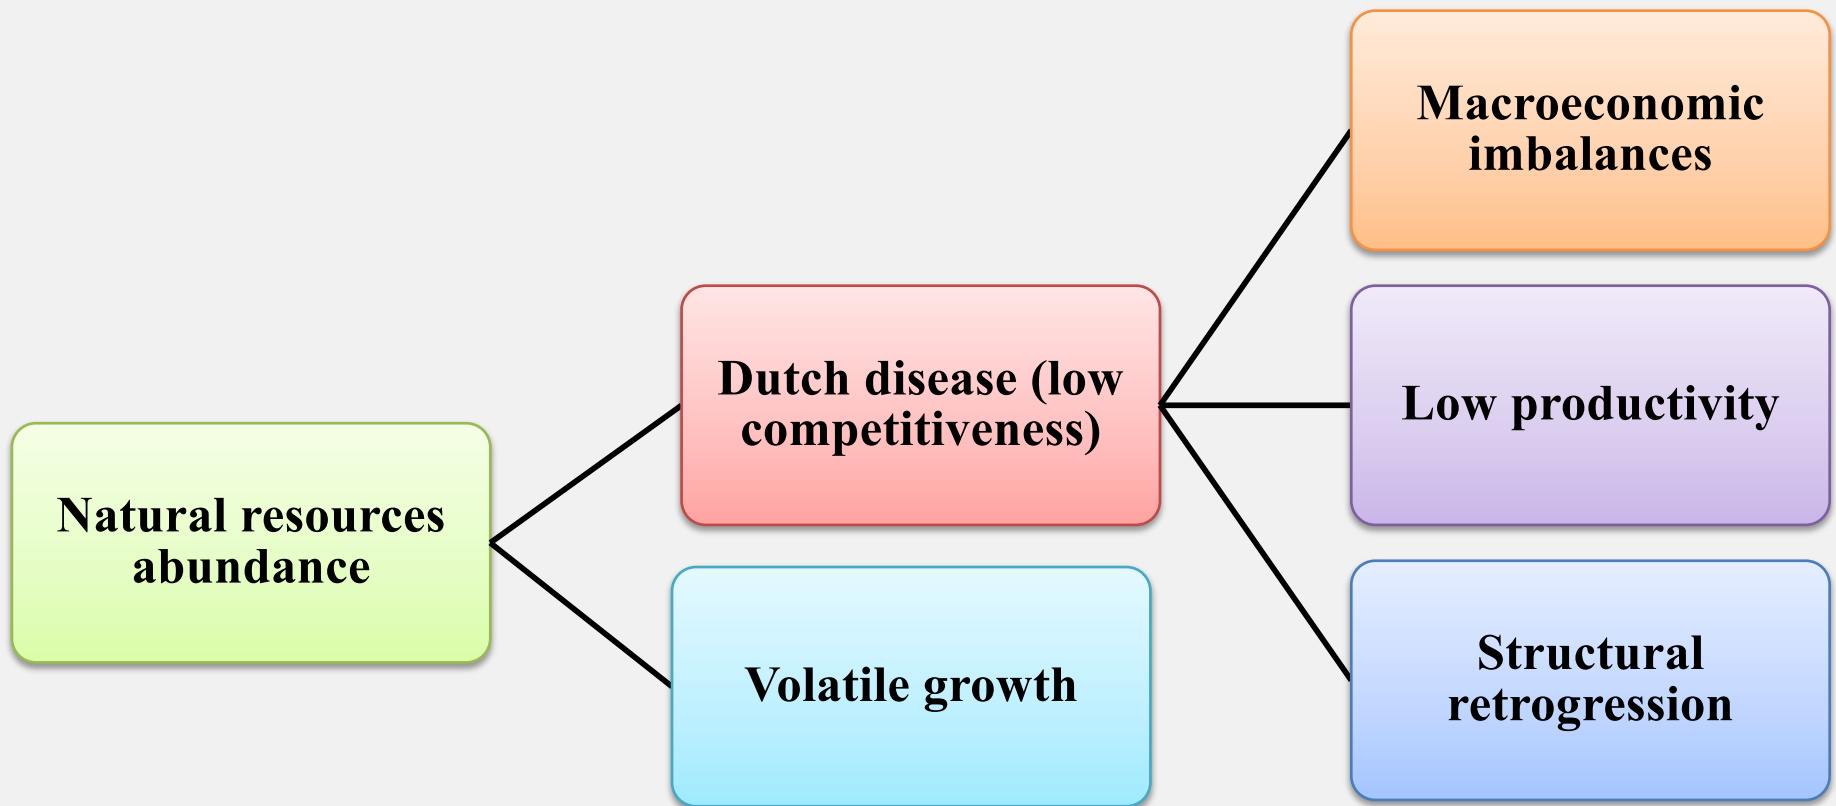 Natural resources
abundance
Dutch disease (low
competitiveness)
Volatile growth
Macroeconomic
imbalances
Low productivity
Structural
retrogression